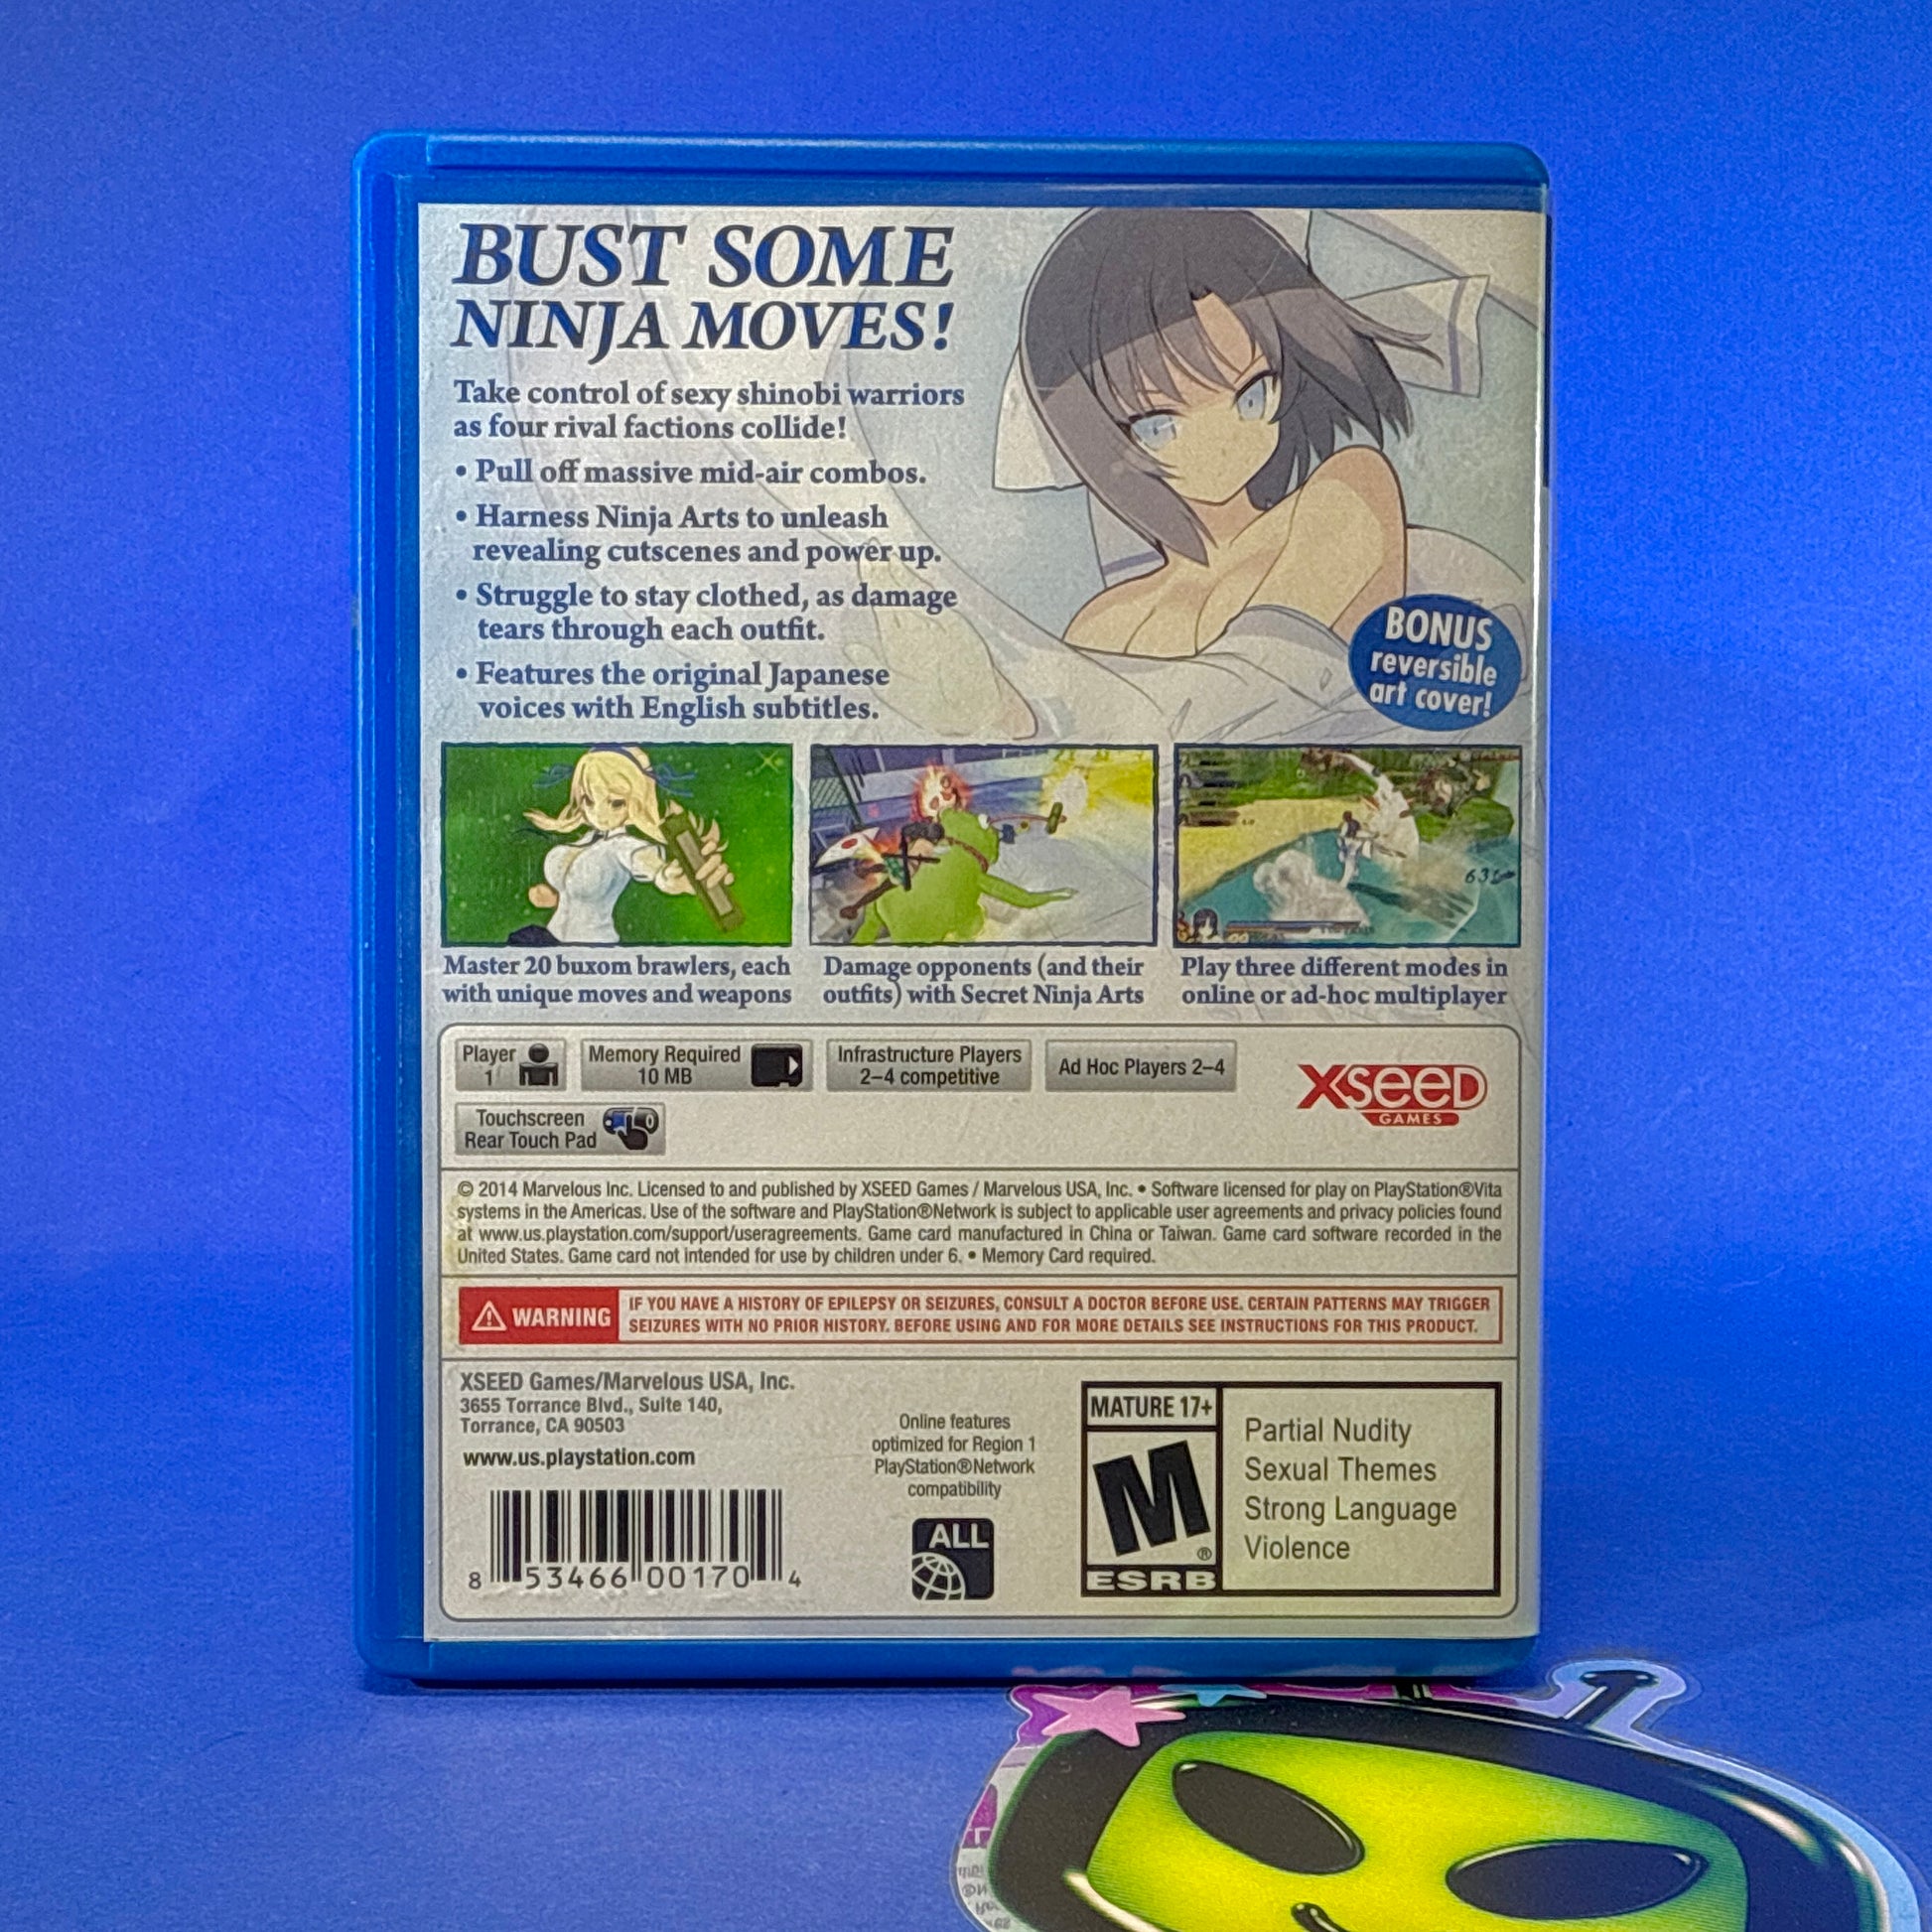 BUST SOME
NINJA MOVES!
Take control of sexy shinobi warriors
as four rival factions collide!
• Pull off massive mid-air combos.
• Harness Ninja Arts to unleash
revealing cutscenes and power up.
• Struggle to stay clothed, as damage
tears through each outfit.
• Features the original Japanese
voices with English subtitles.
BONUS
reversible
art cover!
Master 20 buxom brawlers, each
with unique moves and weapons
Damage opponents (and their
outfits) with Secret Ninja Arts
63
Play three different modes in
online or ad-hoc multiplayer
Player
1
Memory Required
10 MB
Infrastructure Players
2–4 competitive
Ad Hoc Players 2–4
Touchscreen
Rear Touch Pad
XSEED
GAMES
© 2014 Marvelous Inc. Licensed to and published by XSEED Games / Marvelous USA, Inc. • Software licensed for play on PlayStation®Vita
systems in the Americas. Use of the software and PlayStation®Network is subject to applicable user agreements and privacy policies found
at www.us.playstation.com/support/useragreements. Game card manufactured in China or Taiwan. Game card software recorded in the
United States. Game card not intended for use by children under 6. • Memory Card required.
WARNING
IF YOU HAVE A HISTORY OF EPILEPSY OR SEIZURES, CONSULT A DOCTOR BEFORE USE. CERTAIN PATTERNS MAY TRIGGER
SEIZURES WITH NO PRIOR HISTORY. BEFORE USING AND FOR MORE DETAILS SEE INSTRUCTIONS FOR THIS PRODUCT.
XSEED Games/Marvelous USA, Inc.
3655 Torrance Blvd., Suite 140,
Torrance, CA 90503
www.us.playstation.com
8 53466 00170 4
Online features
optimized for Region 1
PlayStation®Network
compatibility
ALL
MATURE 17+
M
®
ESRB
Partial Nudity
Sexual Themes
Strong Language
Violence